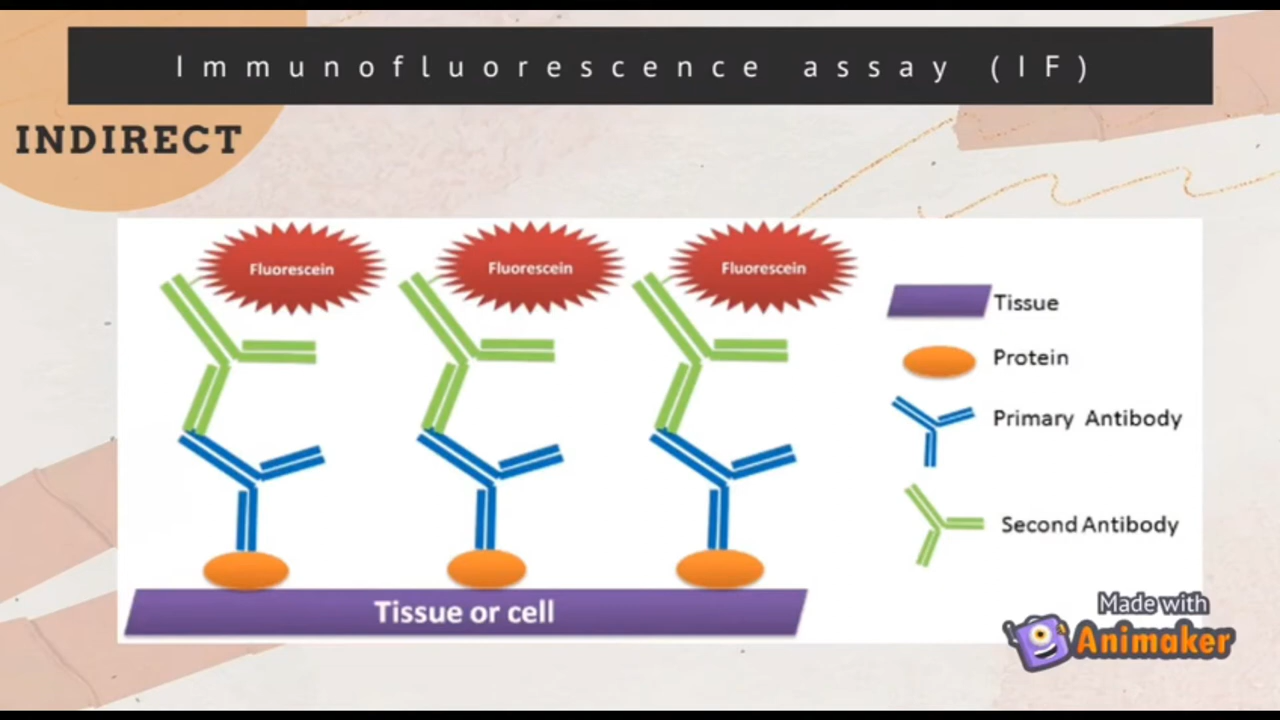 Immunofluorescence assay (IF)
INDIRECT
Fluorescein Fluorescein Fluorescein
Tissue
Protein
Primary Antibody
Second Antibody
Tissue or cell
Made with
Animaker